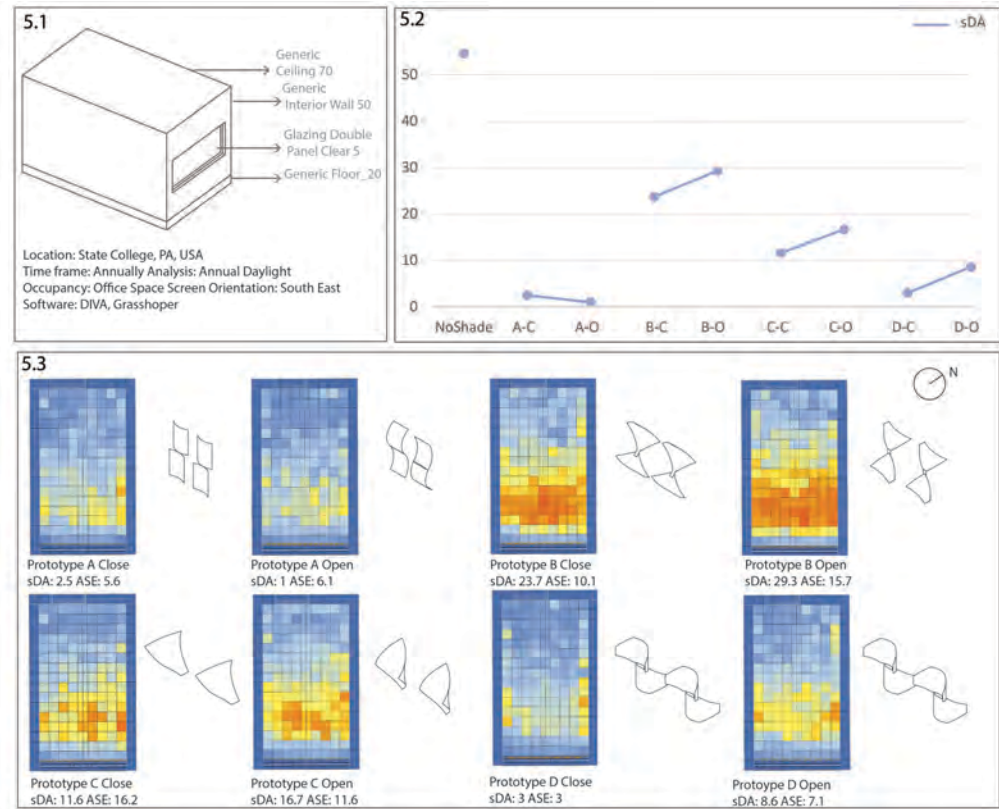 5.1
Generic
Ceiling 70
Generic
Interior Wall 50
Glazing Double
Panel Clear 5
Generic Floor_20
Location: State College, PA, USA
Time frame: Annually Analysis: Annual Daylight
Occupancy: Office Space Screen Orientation: South East
Software: DIVA, Grasshoper
5.2
sDA
50
30
20
10
0
NoShade A-C A-O B-C B-O C-C C-O D-C D-O
5.3
N
Prototype A Close
sDA: 2.5 ASE: 5.6
Prototype A Open
sDA: 1 ASE: 6.1
Prototype B Close
sDA: 23.7 ASE: 10.1
Prototype B Open
sDA: 29.3 ASE: 15.7
Prototype C Close
sDA: 11.6 ASE: 16.2
Prototype C Open
sDA: 16.7 ASE: 11.6
Prototype D Close
sDA: 3 ASE: 3
Prototype D Open
sDA: 8.6 ASE: 7.1